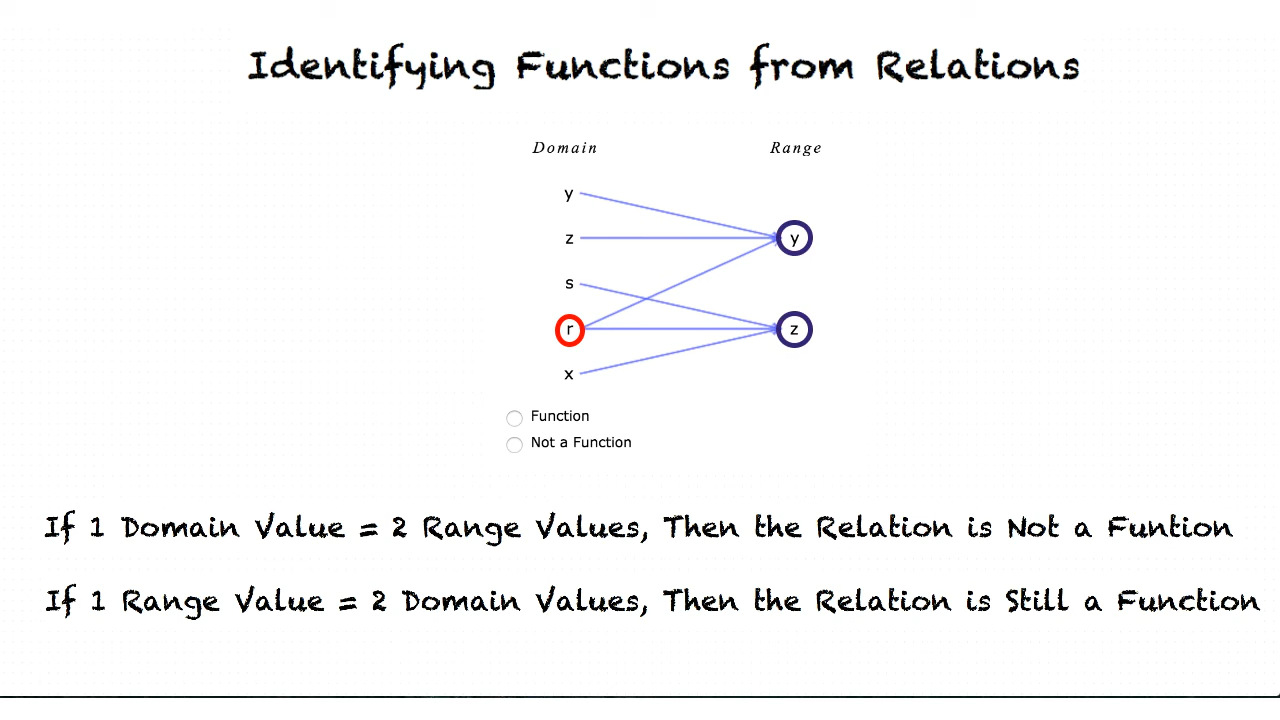 Identifying Functions from Relations
Domain Range
y
z y
s
r z
x
Function
Not a Function
If 1 Domain Value = 2 Range Values, Then the Relation is Not a Funtion
If 1 Range Value = 2 Domain Values, Then the Relation is Still a Function